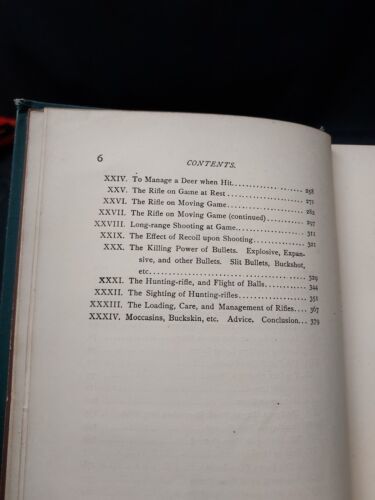 6
CONTENTS.
XXIV. To Manage a Deer when Hit.................... 258
XXV. The Rifle on Game at Rest.................... 271
XXVI. The Rifle on Moving Game.................... 282
XXVII. The Rifle on Moving Game (continued)............ 297
XXVIII. Long-range Shooting at Game.................... 311
XXIX. The Effect of Recoil upon Shooting............... 321
XXX. The Killing Power of Bullets. Explosive, Expan-
sive, and other Bullets. Slit Bullets, Buckshot,
etc........................................ 329
XXXI. The Hunting-rifle, and Flight of Balls............ 344
XXXII. The Sighting of Hunting-rifles.................. 351
XXXIII. The Loading, Care, and Management of Rifles.... 367
XXXIV. Moccasins, Buckskin, etc. Advice. Conclusion... 379